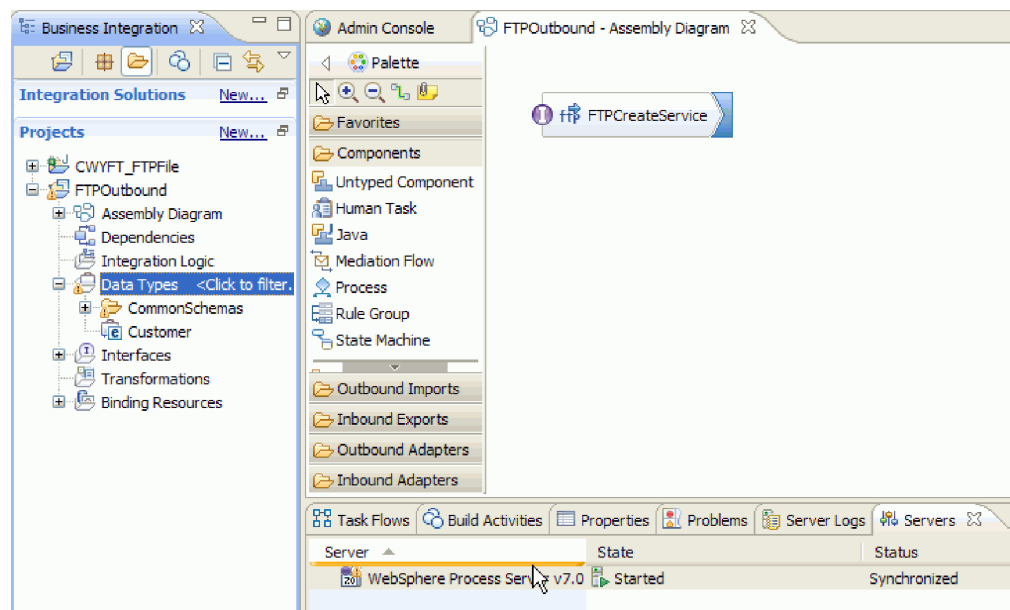 Business Integration
Integration Solutions New...
Projects New...
CWYFT_FTPFile
FTPOutbound
Assembly Diagram
Dependencies
Integration Logic
Data Types <Click to filter.
CommonSchemas
Customer
Interfaces
Transformations
Binding Resources
Admin Console
FTPOutbound - Assembly Diagram
Palette
Favorites
Components
Untyped Component
Human Task
Java
Mediation Flow
Process
Rule Group
State Machine
Outbound Imports
Inbound Exports
Outbound Adapters
Inbound Adapters
FTPCreateService
Task Flows Build Activities Properties Problems Server Logs Servers
Server State Status
WebSphere Process Server v7.0 Started Synchronized